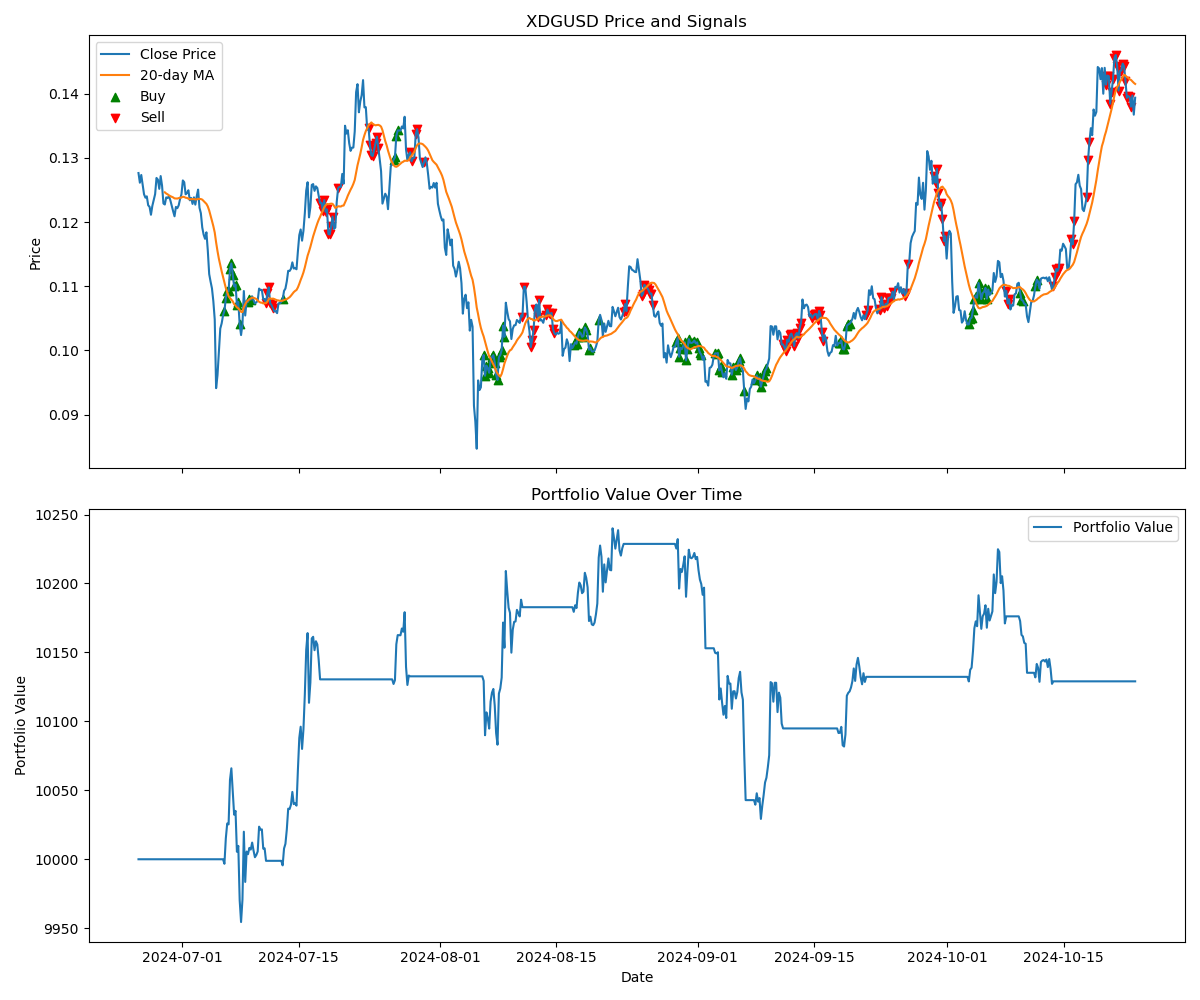 XDGUSD Price and Signals
Close Price
20-day MA
Buy
Sell
Price
0.14
0.13
0.12
0.11
0.10
0.09
Portfolio Value Over Time
Portfolio Value
Portfolio Value
10250
10200
10150
10100
10050
10000
9950
2024-07-01
2024-07-15
2024-08-01
2024-08-15
2024-09-01
2024-09-15
2024-10-01
2024-10-15
Date